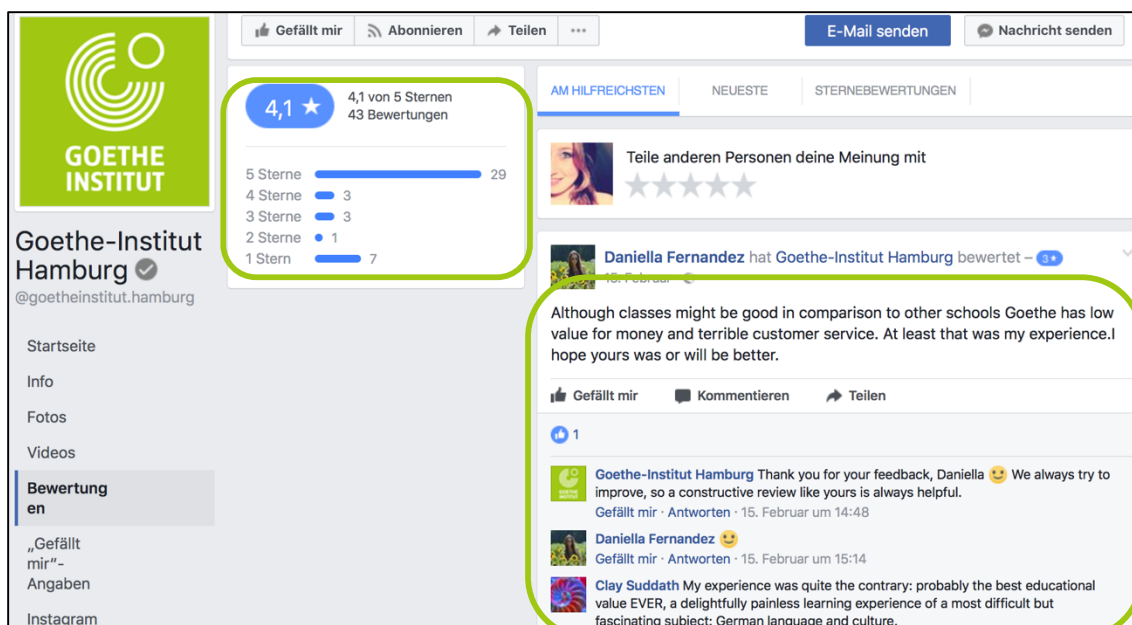 GOETHE
INSTITUT
Goethe-Institut
Hamburg
@goetheinstitut.hamburg
Startseite
Info
Fotos
Videos
Bewertung
en
„Gefällt
mir"-
Angaben
Instagram
Gefällt mir
Abonnieren
Teilen
E-Mail senden
Nachricht senden
4,1 ★
4,1 von 5 Sternen
43 Bewertungen
5 Sterne 29
4 Sterne 3
3 Sterne 3
2 Sterne 1
1 Stern 7
AM HILFREICHSTEN NEUESTE STERNEBEWERTUNGEN
Teile anderen Personen deine Meinung mit
Daniella Fernandez hat Goethe-Institut Hamburg bewertet – 3★
15. Februar
Although classes might be good in comparison to other schools Goethe has low
value for money and terrible customer service. At least that was my experience.I
hope yours was or will be better.
Gefällt mir Kommentieren Teilen
1
Goethe-Institut Hamburg Thank you for your feedback, Daniella 🙂 We always try to
improve, so a constructive review like yours is always helpful.
Gefällt mir · Antworten · 15. Februar um 14:48
Daniella Fernandez 🙂
Gefällt mir · Antworten · 15. Februar um 15:14
Clay Suddath My experience was quite the contrary: probably the best educational
value EVER, a delightfully painless learning experience of a most difficult but
fascinating subject: German language and culture.